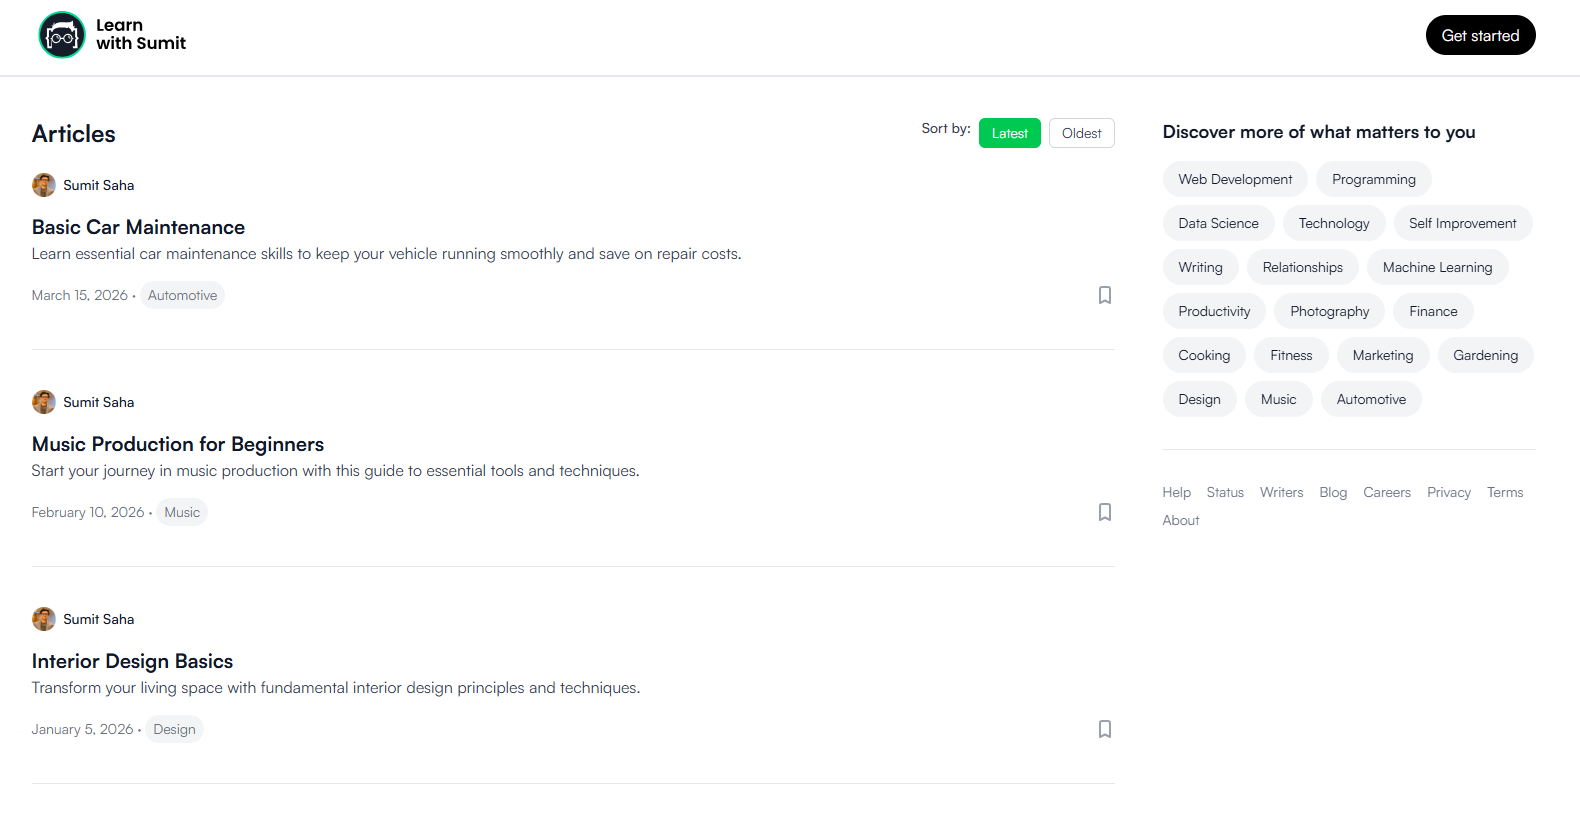 Learn
with Sumit
Get started
Articles
Sort by: Latest Oldest
Sumit Saha
Basic Car Maintenance
Learn essential car maintenance skills to keep your vehicle running smoothly and save on repair costs.
March 15, 2026 · Automotive
Sumit Saha
Music Production for Beginners
Start your journey in music production with this guide to essential tools and techniques.
February 10, 2026 · Music
Sumit Saha
Interior Design Basics
Transform your living space with fundamental interior design principles and techniques.
January 5, 2026 · Design
Discover more of what matters to you
Web Development Programming
Data Science Technology Self Improvement
Writing Relationships Machine Learning
Productivity Photography Finance
Cooking Fitness Marketing Gardening
Design Music Automotive
Help Status Writers Blog Careers Privacy Terms
About